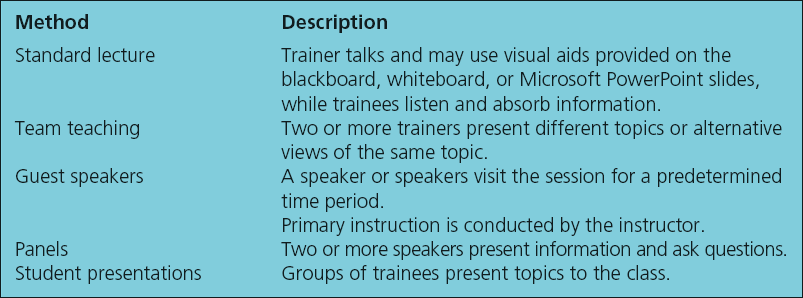 Method Description
Standard lecture Trainer talks and may use visual aids provided on the
blackboard, whiteboard, or Microsoft PowerPoint slides,
while trainees listen and absorb information.
Team teaching Two or more trainers present different topics or alternative
views of the same topic.
Guest speakers A speaker or speakers visit the session for a predetermined
time period.
Primary instruction is conducted by the instructor.
Panels Two or more speakers present information and ask questions.
Student presentations Groups of trainees present topics to the class.